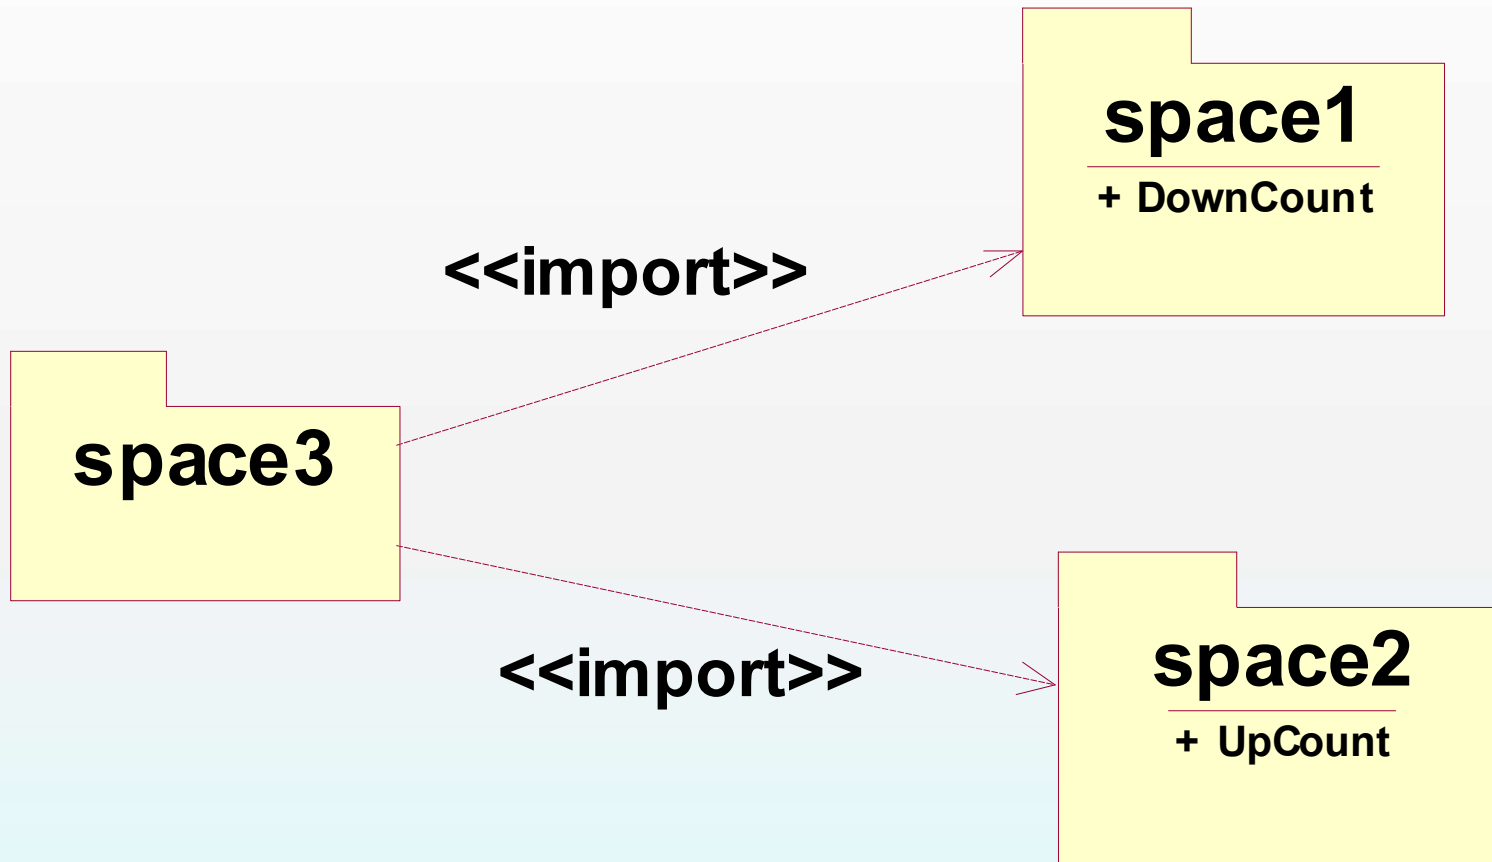 space1
+ DownCount
<<import>>
space3
<<import>>
space2
+ UpCount